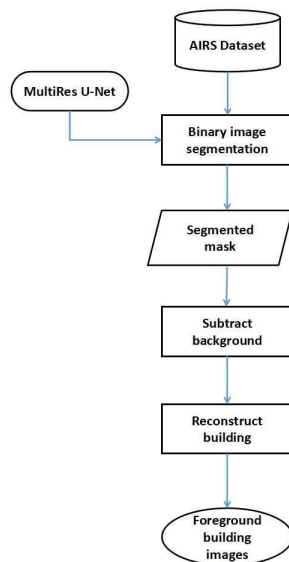 AIRS Dataset
MultiRes U-Net
Binary image
segmentation
Segmented
mask
Subtract
background
Reconstruct
building
Foreground
building
images